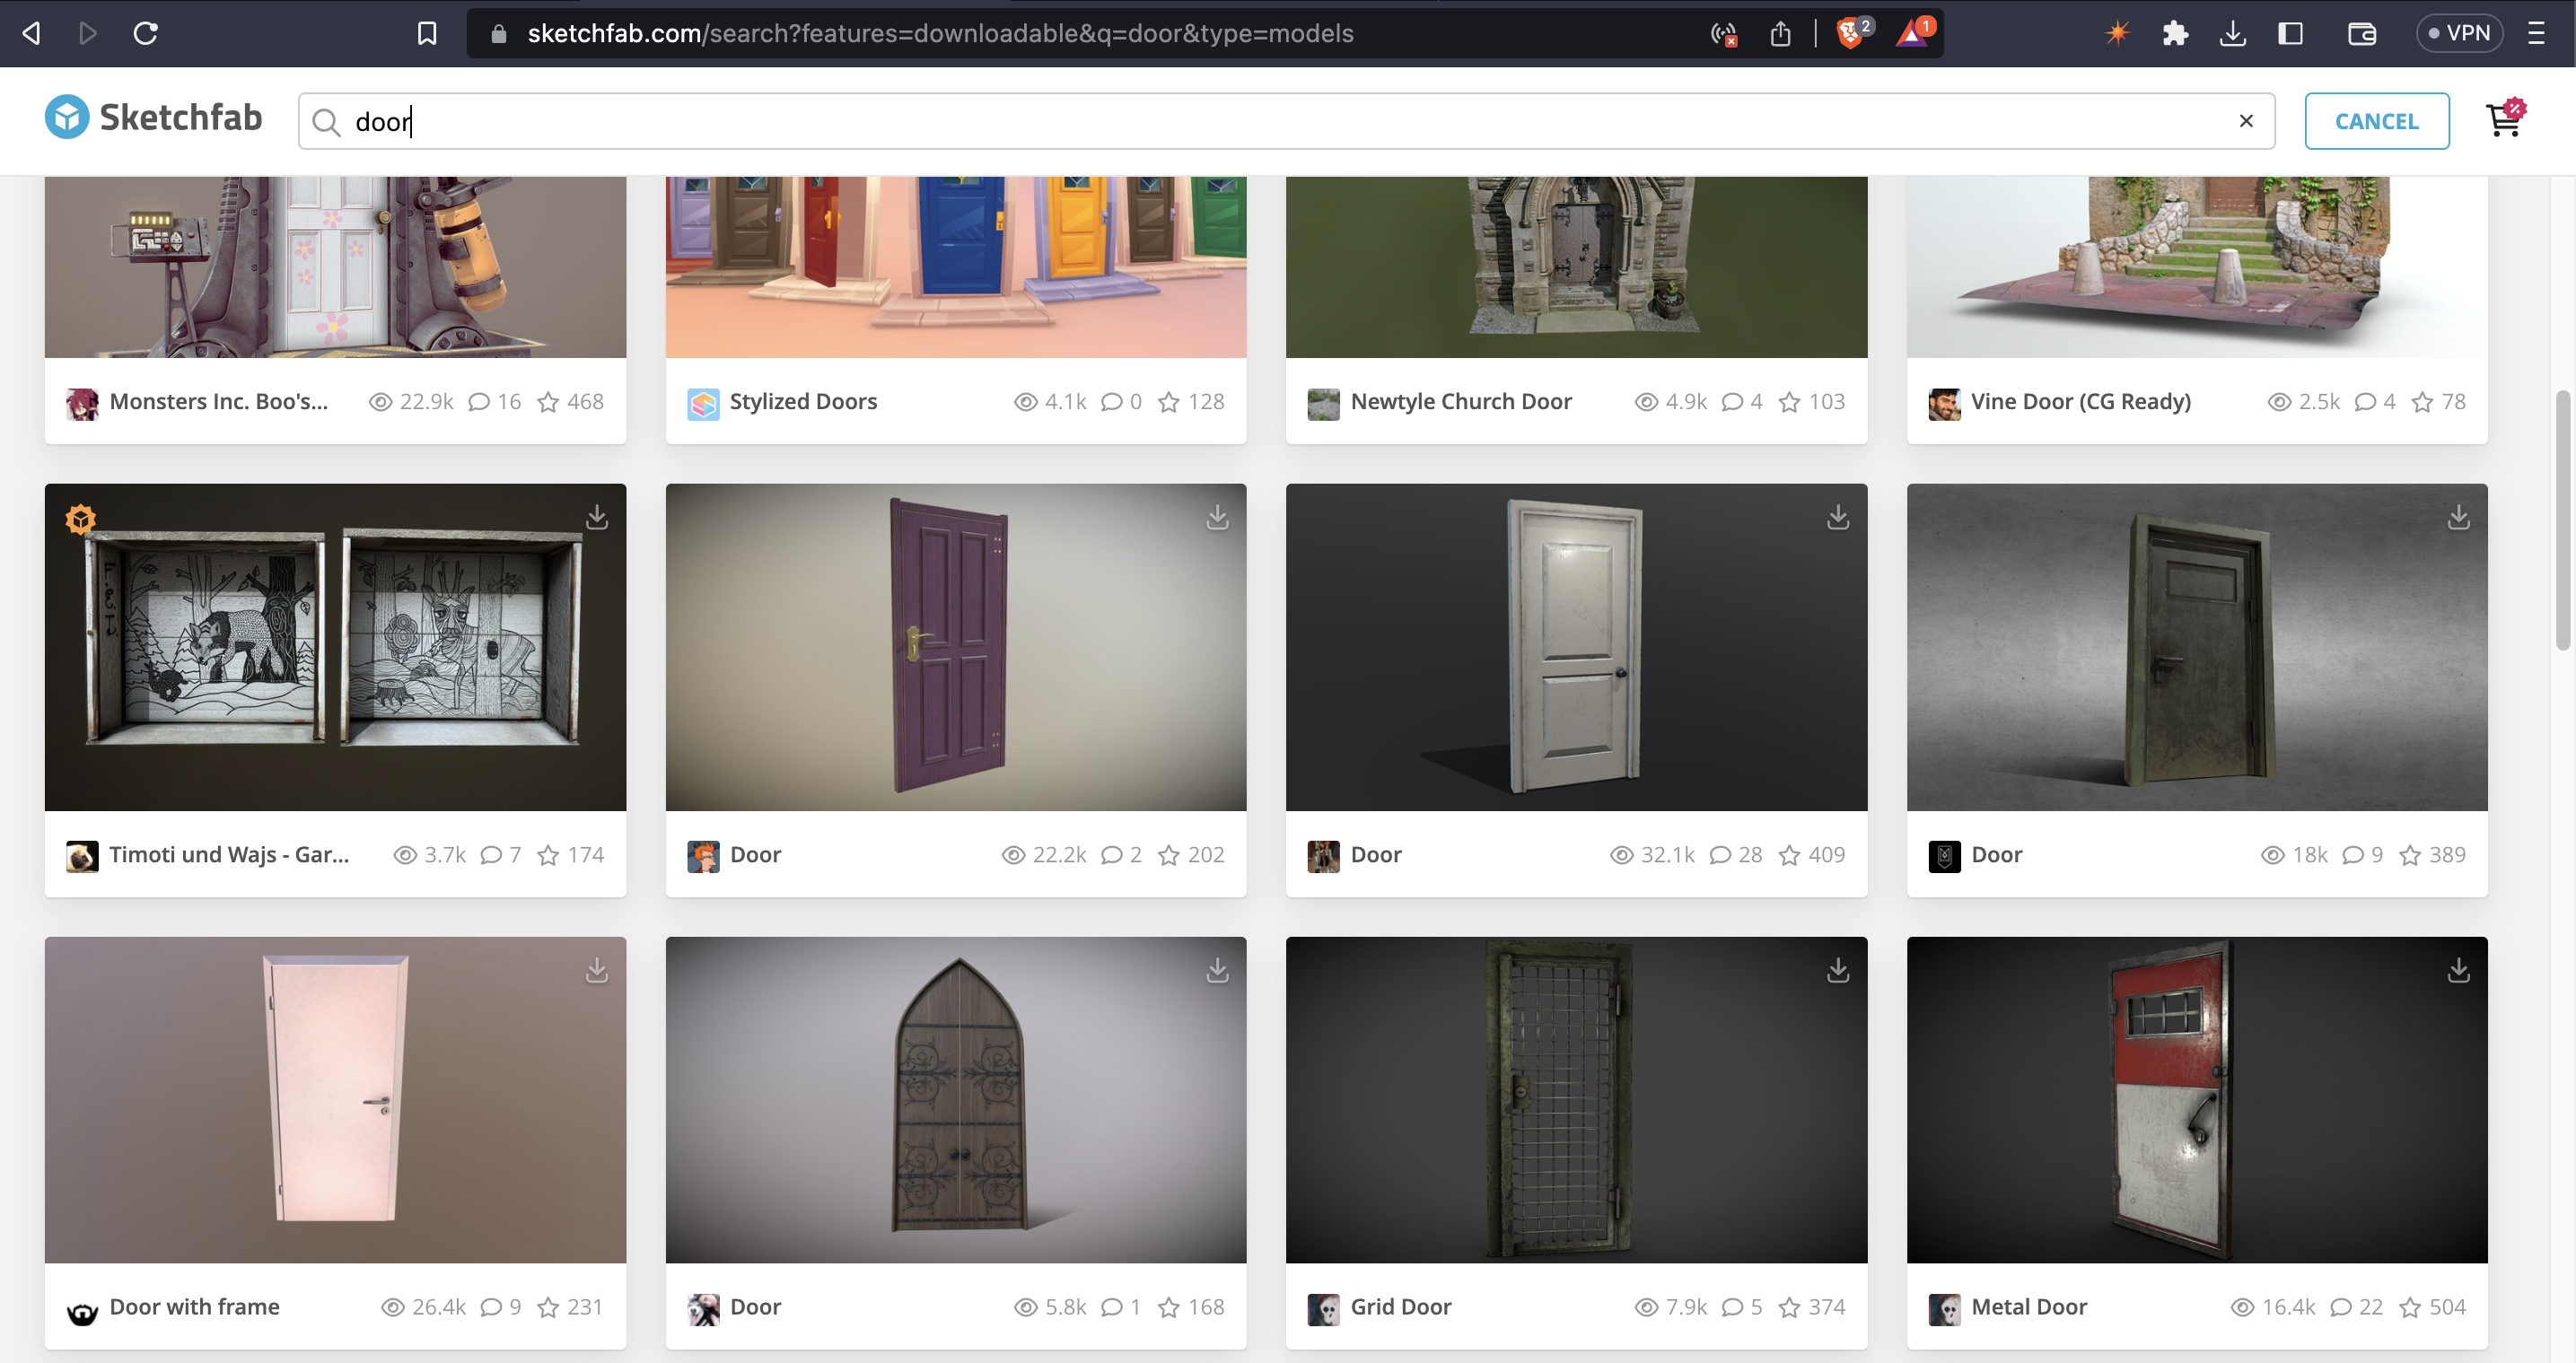 sketchfab.com/search?features=downloadable&q=door&type=models
2
1
VPN
Sketchfab
door
CANCEL
Monsters Inc. Boo's... 22.9k 16 468
Stylized Doors 4.1k 0 128
Newtyle Church Door 4.9k 4 103
Vine Door (CG Ready) 2.5k 4 78
Timoti und Wajs - Gar... 3.7k 7 174
Door 22.2k 2 202
Door 32.1k 28 409
Door 18k 9 389
Door with frame 26.4k 9 231
Door 5.8k 1 168
Grid Door 7.9k 5 374
Metal Door 16.4k 22 504